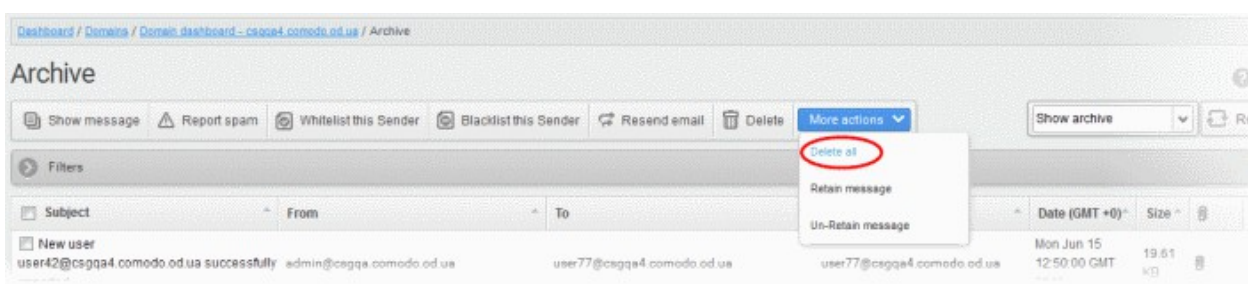 Dashboard / Domains / Domain dashboard - csgqa4.comodo.od.ua / Archive
Archive
Show message Report spam Whitelist this Sender Blacklist this Sender Resend email Delete More actions Show archive
Delete all
Filters
Retain message
Un-Retain message
Subject From To Date (GMT +0) Size
New user
user42@csgqa4.comodo.od.ua successfully admin@csgqa.comodo.od.ua user77@csgqa4.comodo.od.ua user77@csgqa4.comodo.od.ua Mon Jun 15
12:50:00 GMT 19.61
KB